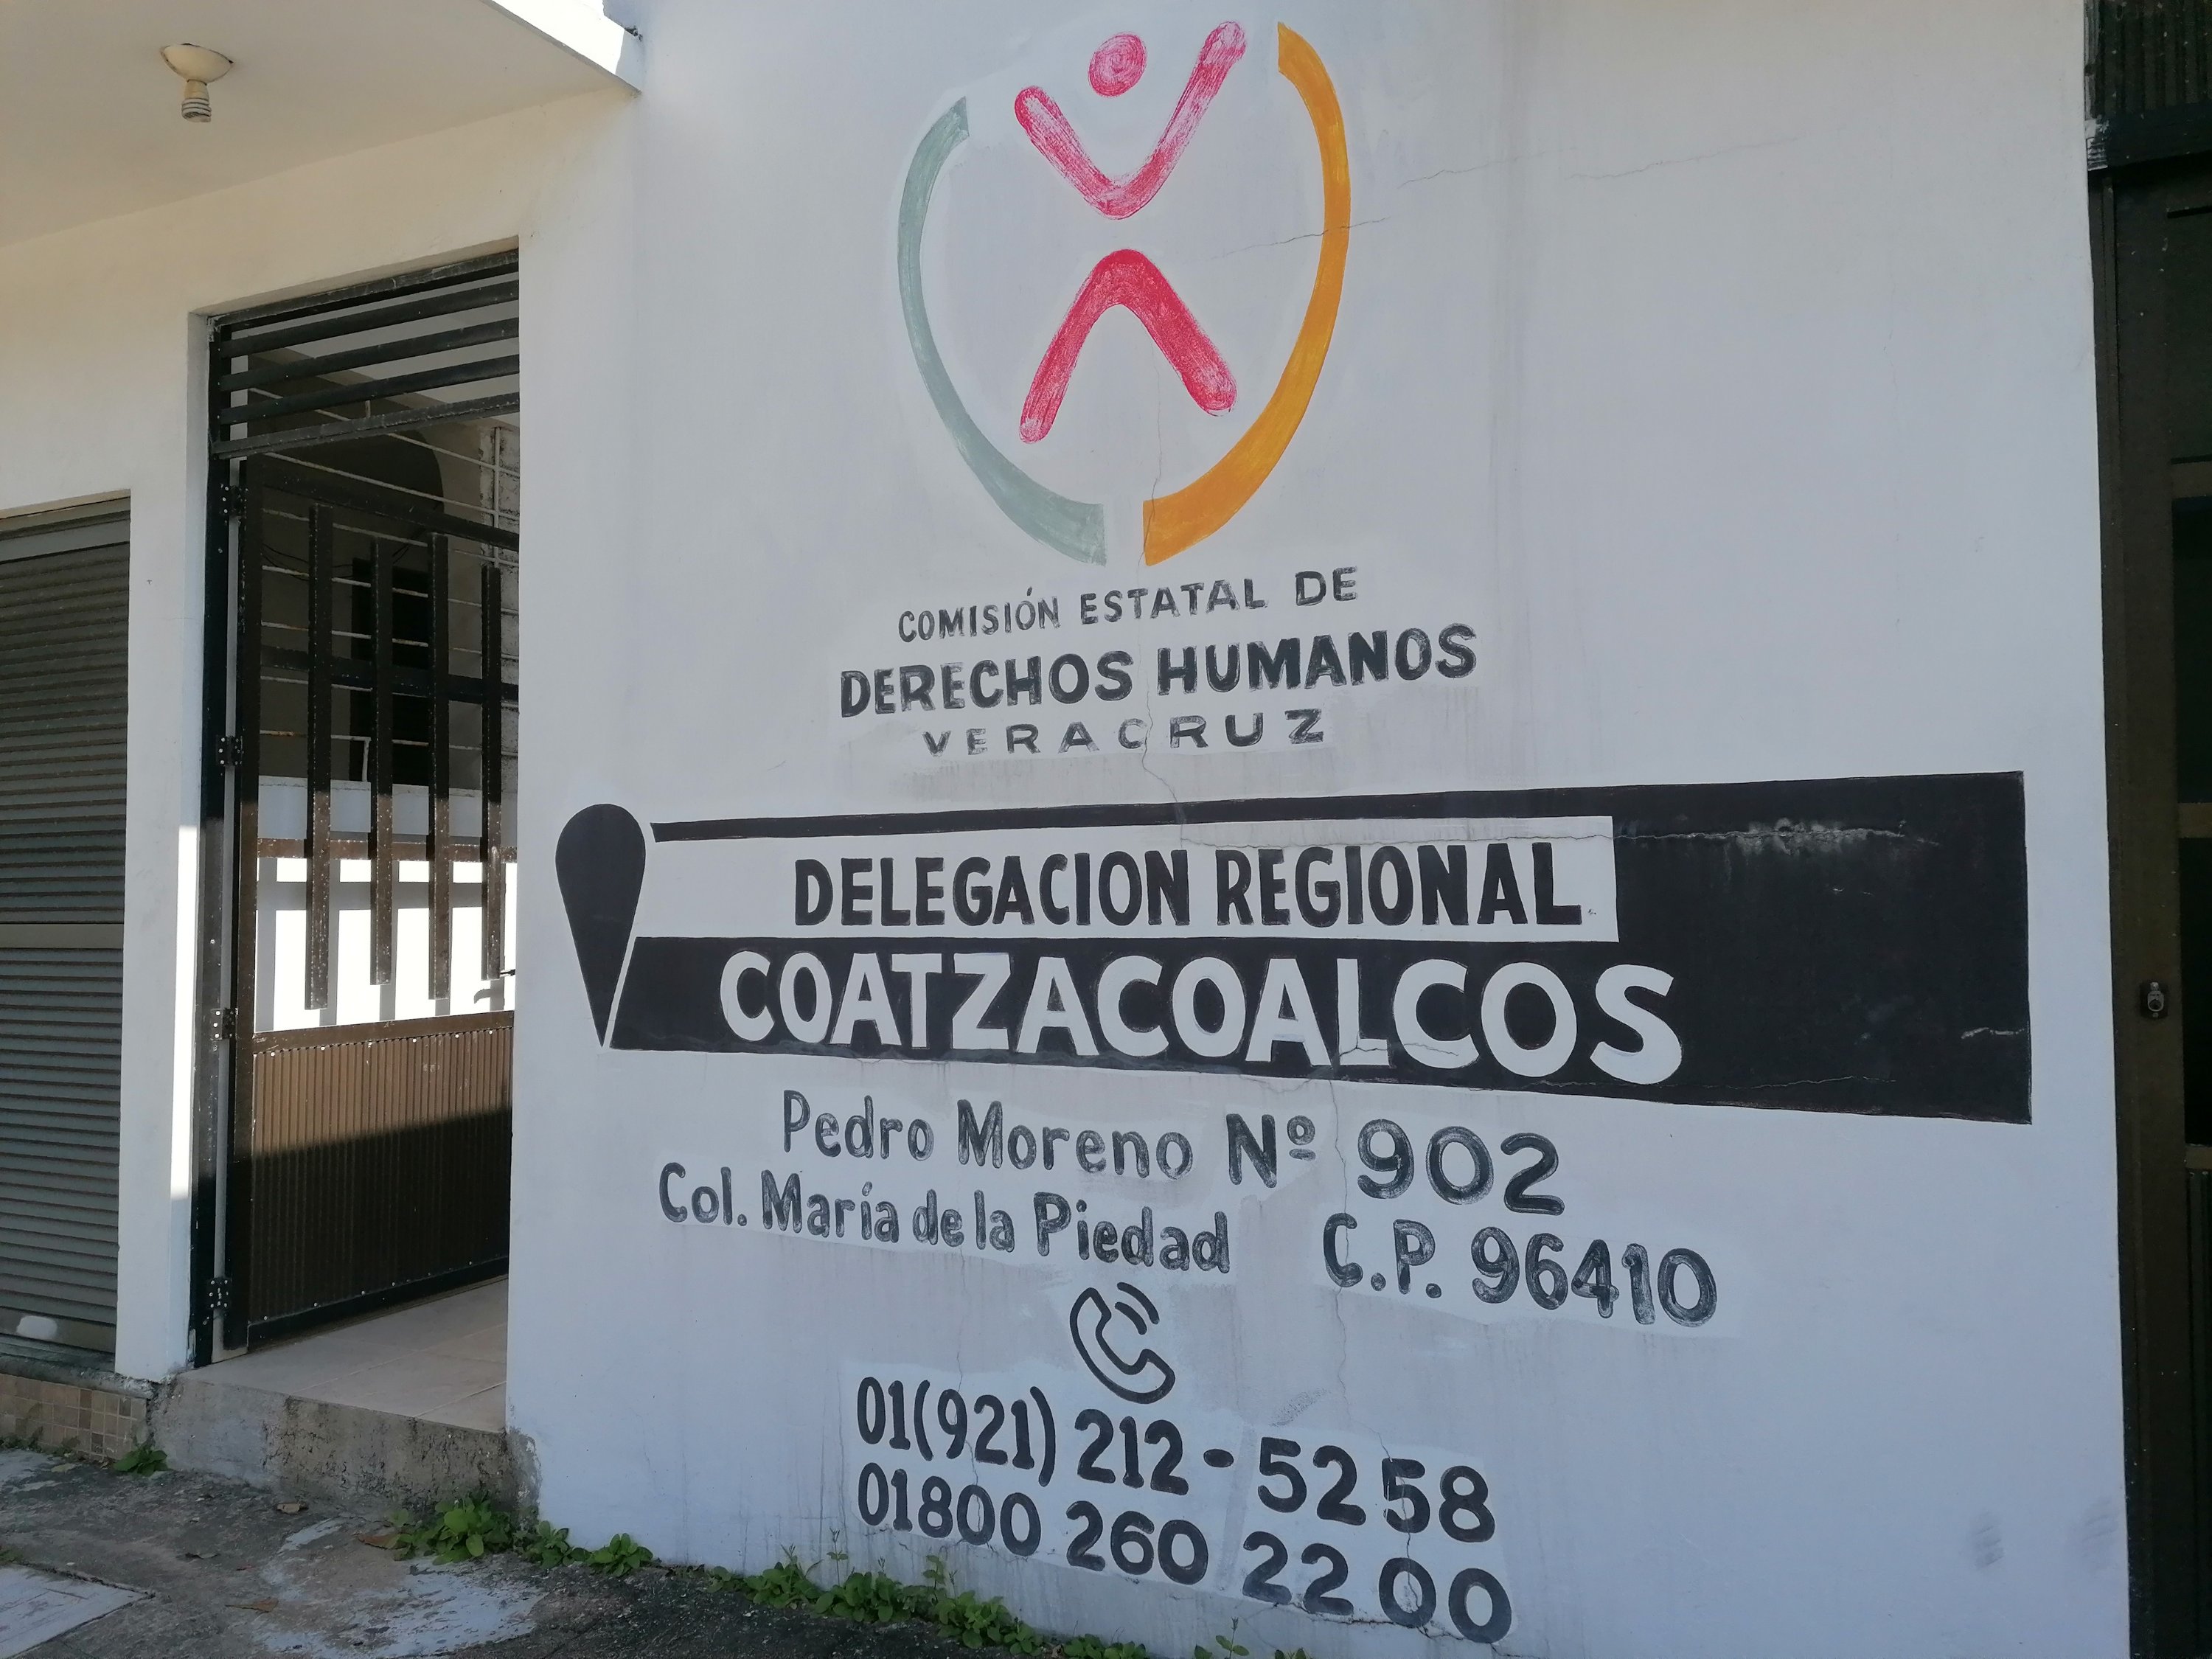 COMISIÓN ESTATAL DE
DERECHOS HUMANOS
VERACRUZ
DELEGACION REGIONAL
COATZACOALCOS
Pedro Moreno Nº 902
Col. María de la Piedad C.P. 96410
01(921) 212-5258
01800 260 2200